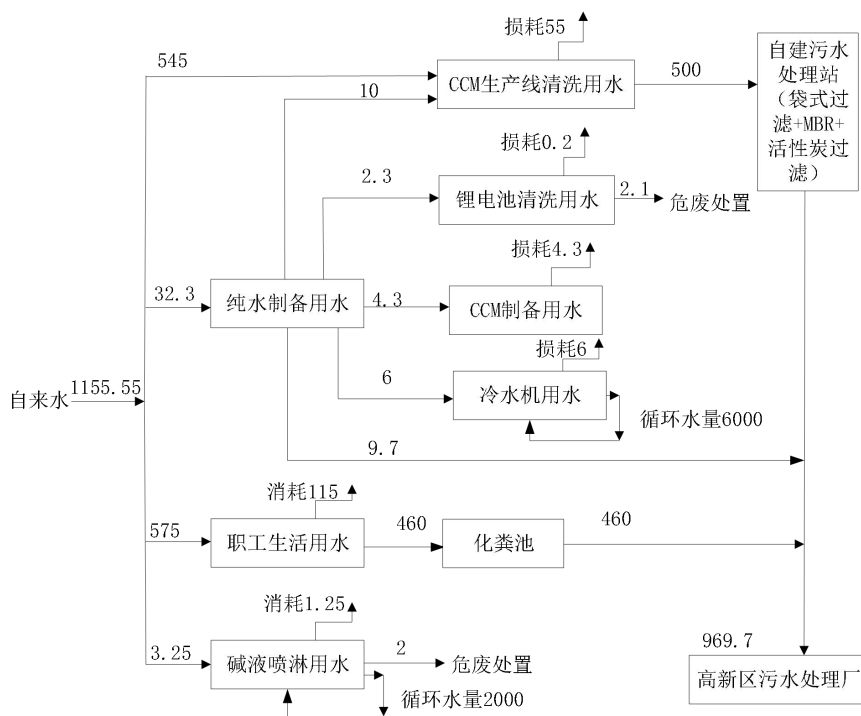 损耗55
545
500
CCM生产线清洗用水
10
自建污水
处理站
（袋式过
滤+MBR+
活性炭过
滤）
损耗0.2
2.3
2.1
锂电池清洗用水
危废处置
损耗4.3
32.3
纯水制备用水
4.3
CCM制备用水
损耗6
6
冷水机用水
自来水
1155.55
循环水量6000
9.7
消耗115
575
职工生活用水
460
化粪池
460
消耗1.25
3.25
碱液喷淋用水
2
危废处置
969.7
高新区污水处理厂
循环水量2000